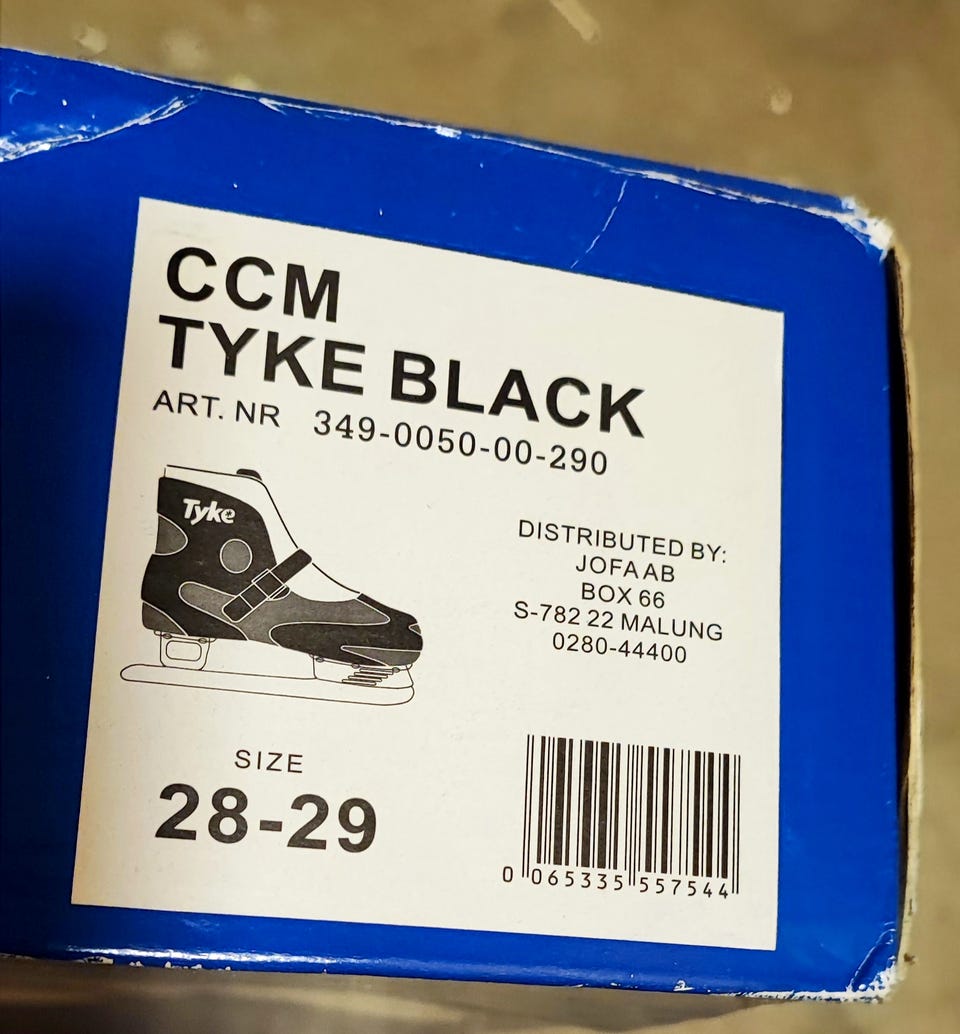 CCM
TYKE BLACK
ART. NR 349-0050-00-290
Tyke
DISTRIBUTED BY:
JOFA AB
BOX 66
S-782 22 MALUNG
0280-44400
SIZE
28-29
0 065335 557544